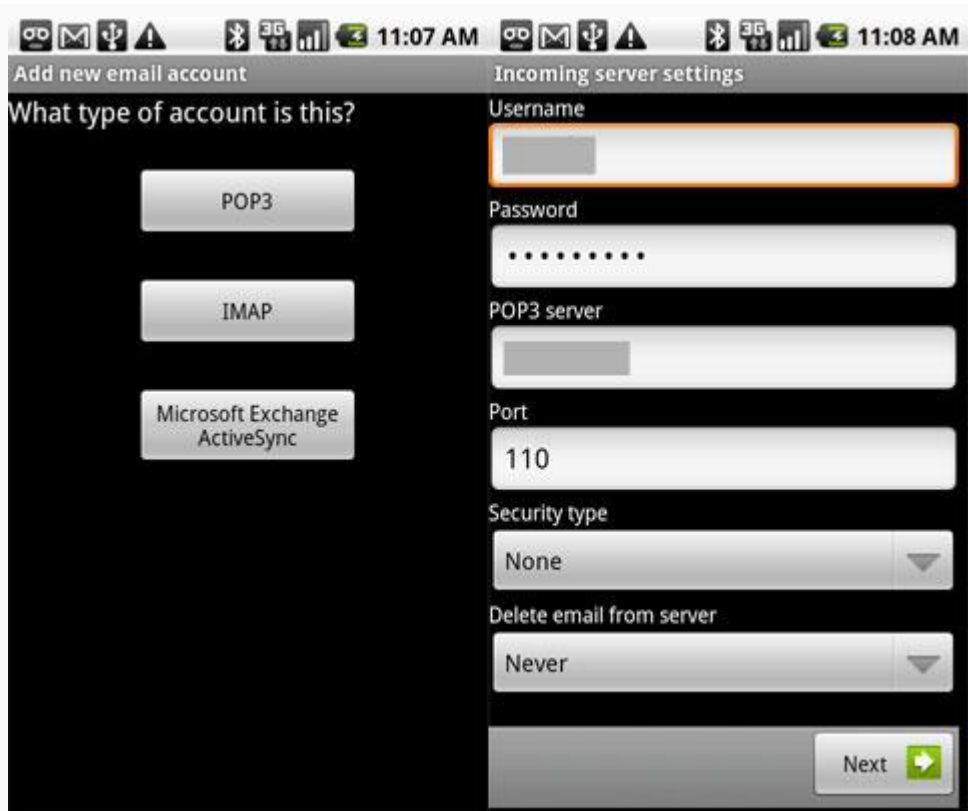 3G
11:07 AM
Add new email account
What type of account is this?
POP3
IMAP
Microsoft Exchange
ActiveSync
3G
11:08 AM
Incoming server settings
Username
Password
•••••••••
POP3 server
Port
110
Security type
None
Delete email from server
Never
Next